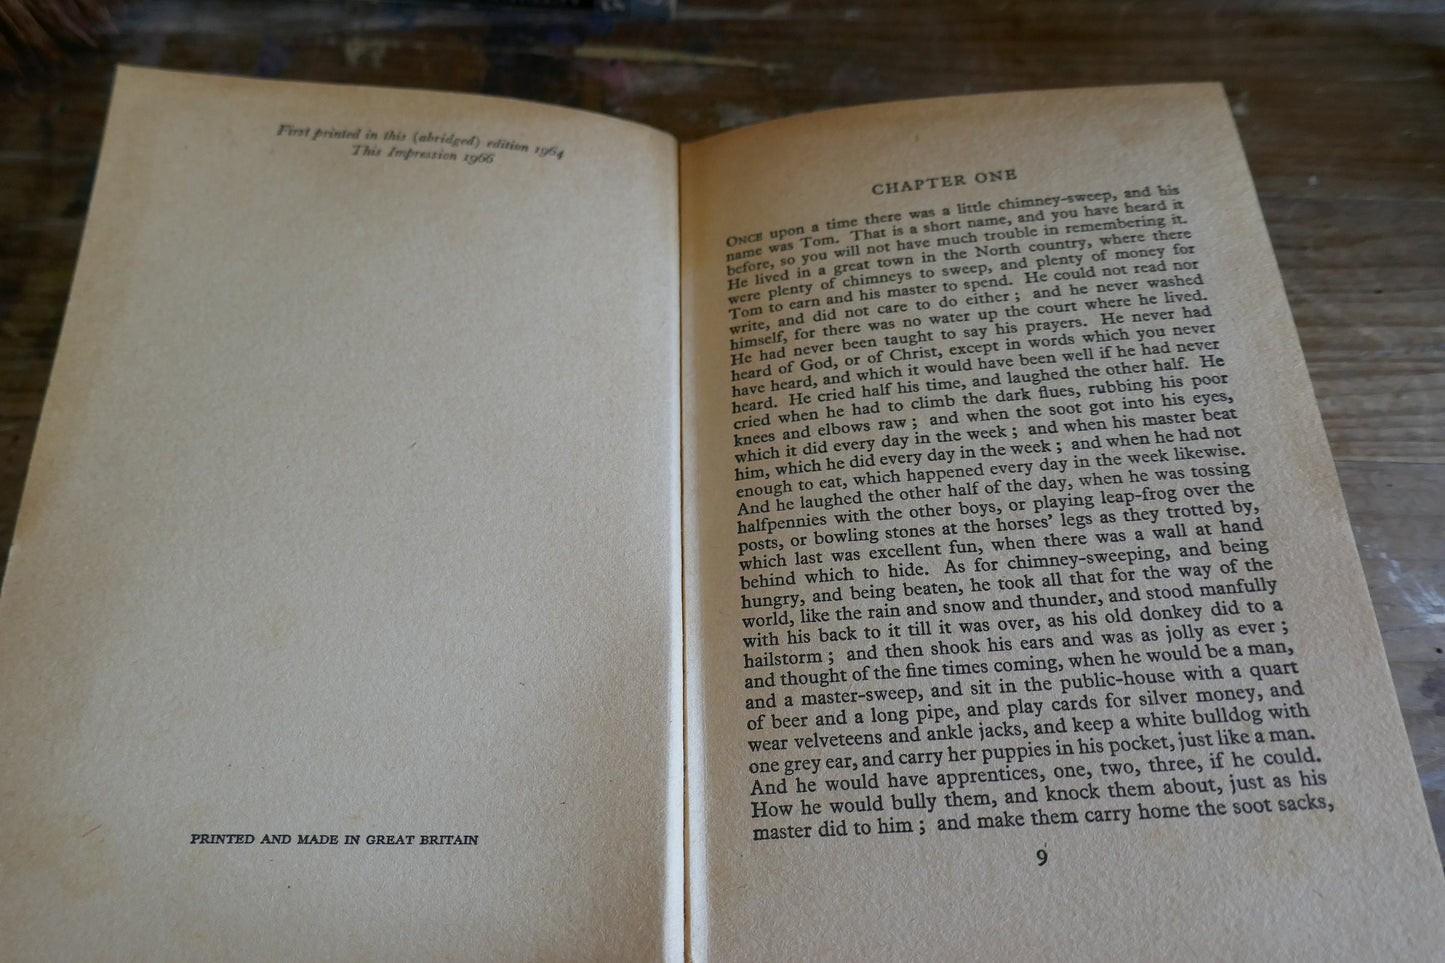 First printed in this (abridged) edition 1964
This Impression 1966
PRINTED AND MADE IN GREAT BRITAIN
CHAPTER ONE
ONCE upon a time there was a little chimney-sweep, and his
name was Tom. That is a short name, and you have heard it
before, so you will not have much trouble in remembering it.
He lived in a great town in the North country, where there
were plenty of chimneys to sweep, and plenty of money for
Tom to earn and his master to spend. He could not read nor
write, and did not care to do either; and he never washed
himself, for there was no water up the court where he lived.
He had never been taught to say his prayers. He never had
heard of God, or of Christ, except in words which you never
have heard, and which it would have been well if he had never
heard. He cried half his time, and laughed the other half. He
cried when he had to climb the dark flues, rubbing his poor
knees and elbows raw; and when the soot got into his eyes,
which it did every day in the week; and when his master beat
him, which he did every day in the week; and when he had not
enough to eat, which happened every day in the week likewise.
And he laughed the other half of the day, when he was tossing
halfpennies with the other boys, or playing leap-frog over the
posts, or bowling stones at the horses' legs as they trotted by,
which last was excellent fun, when there was a wall at hand
behind which to hide. As for chimney-sweeping, and being
hungry, and being beaten, he took all that for the way of the
world, like the rain and snow and thunder, and stood manfully
with his back to it till it was over, as his old donkey did to a
hailstorm; and then shook his ears and was as jolly as ever;
and thought of the fine times coming, when he would be a man,
and a master-sweep, and sit in the public-house with a quart
of beer and a long pipe, and play cards for silver money, and
wear velveteens and ankle jacks, and keep a white bulldog with
one grey ear, and carry her puppies in his pocket, just like a man.
And he would have apprentices, one, two, three, if he could.
How he would bully them, and knock them about, just as his
master did to him; and make them carry home the soot sacks,
9